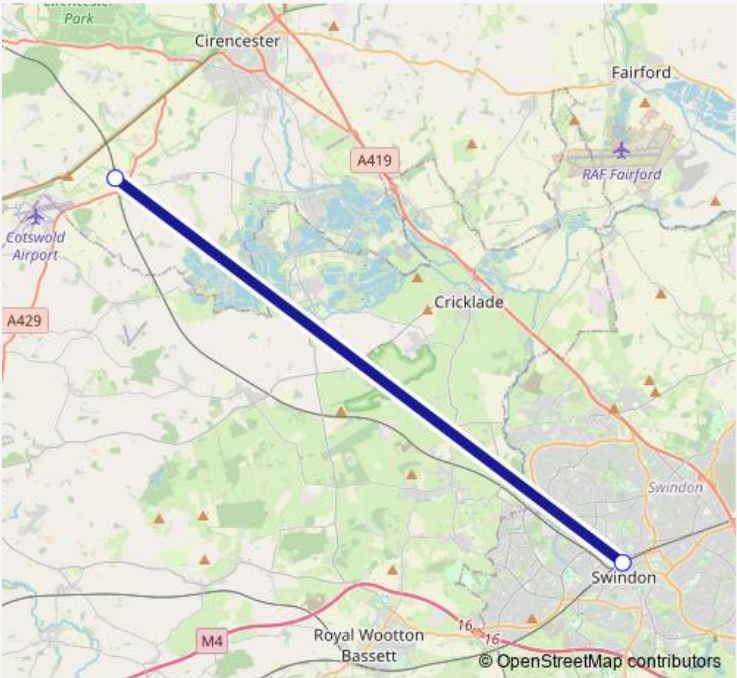 Park
Cirencester
Fairford
A419
RAF Fairford
Cotswold
Airport
Cricklade
A429
Swindon
Swindon
M4
Royal Wootton
Bassett
16
16
© OpenStreetMap contributors